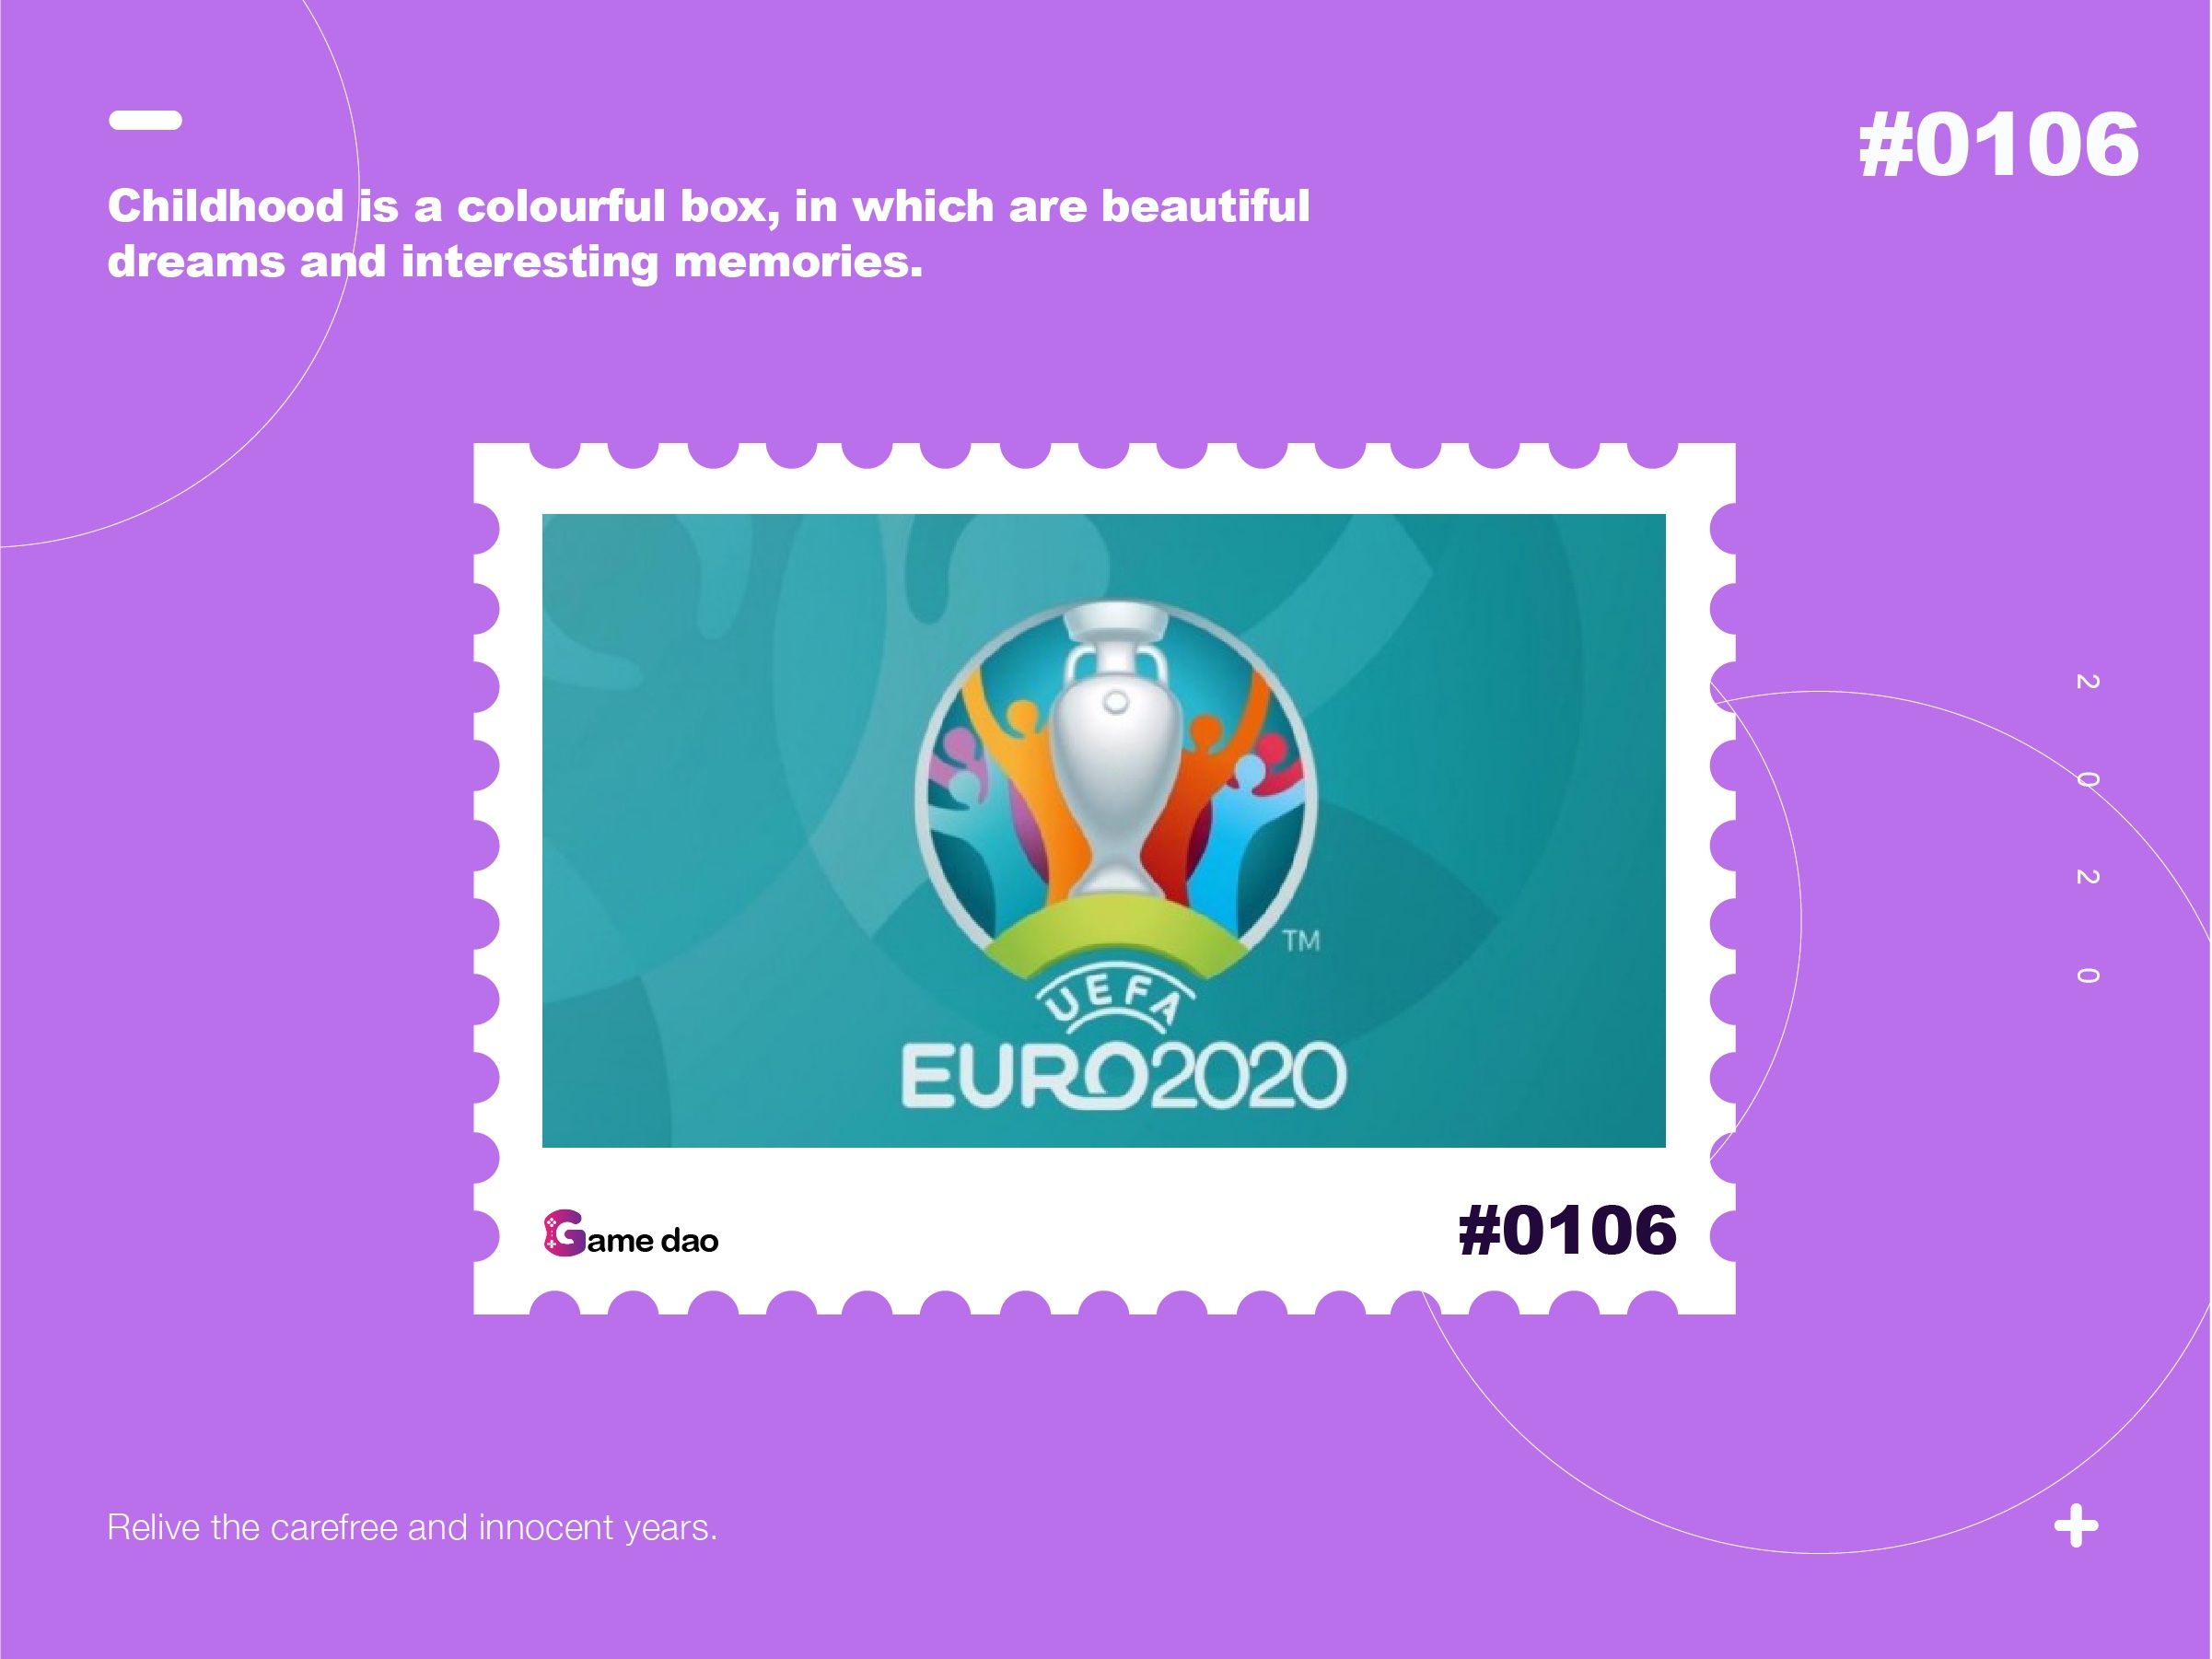 #0106
Childhood is a colourful box, in which are beautiful
dreams and interesting memories.
2020
TM
UEFA
EURO2020
Game dao
#0106
Relive the carefree and innocent years.